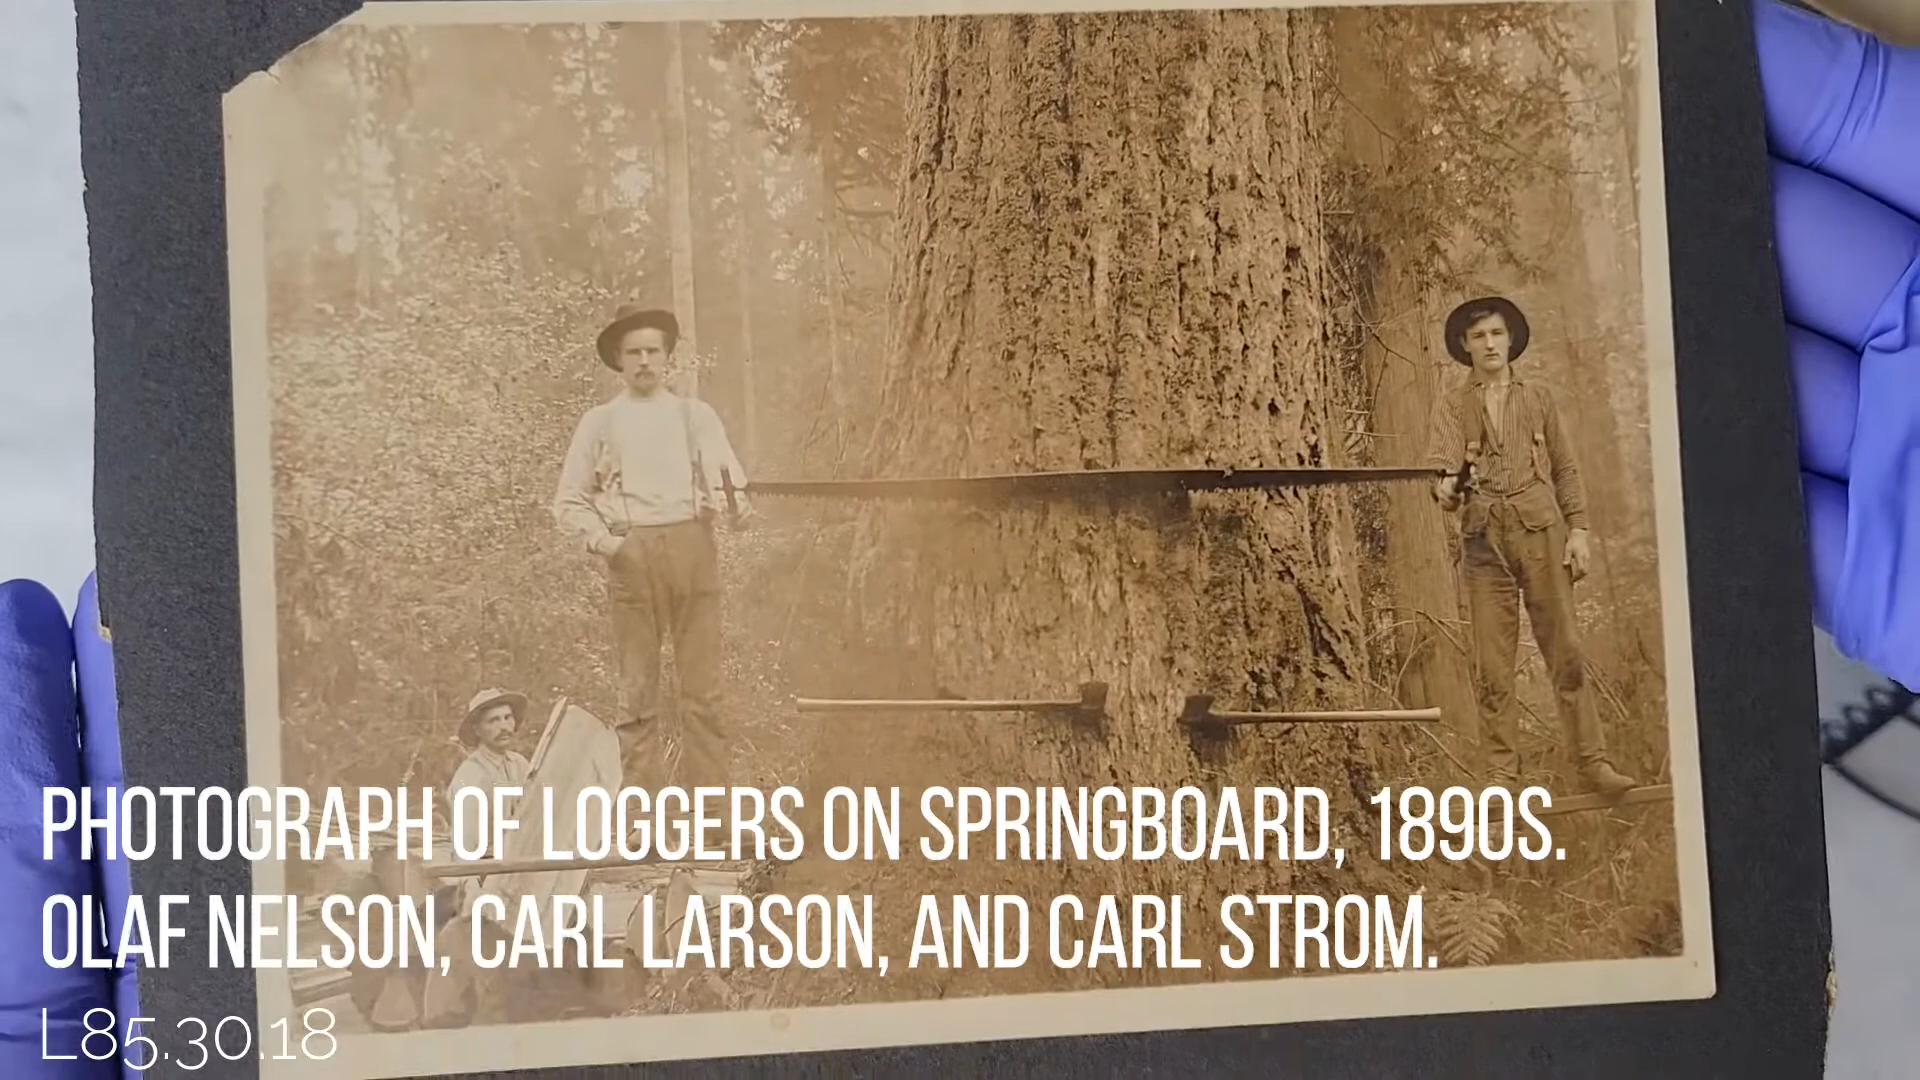 PHOTOGRAPH OF LOGGERS ON SPRINGBOARD, 1890S.
OLAF NELSON, CARL LARSON, AND CARL STROM.
L85.30.18